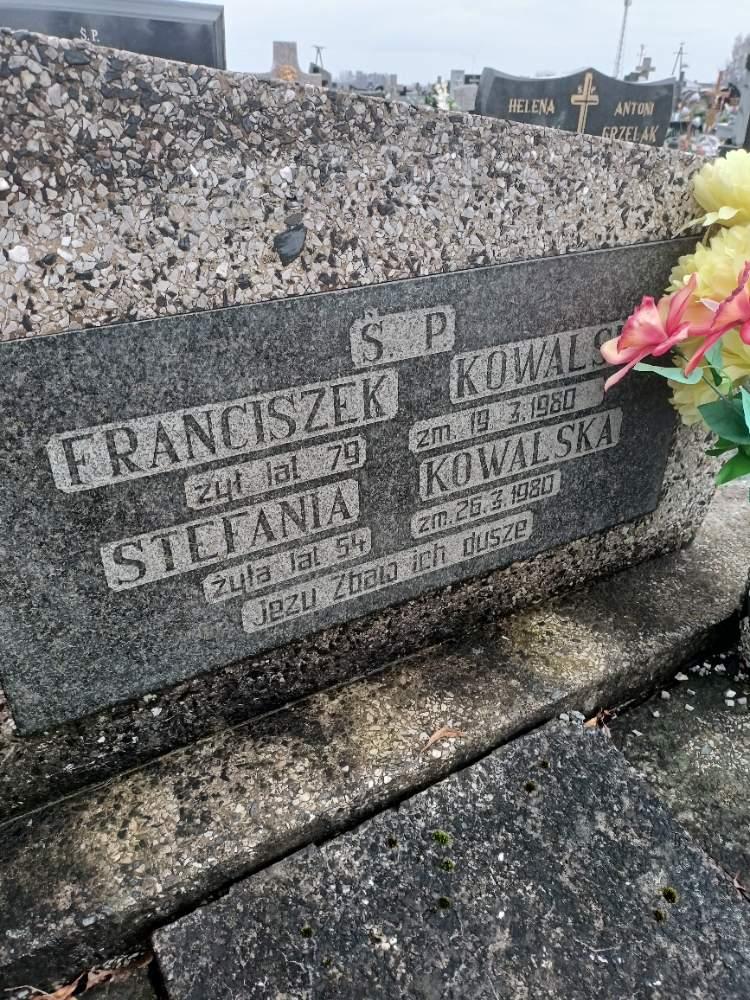 Ś.P.
HELENA ANTONI
GRZELAK
Ś. P
FRANCISZEK KOWALS
żył lat 79 zm. 19 3.1980
STEFANIA KOWALSKA
żyła lat 54 zm. 26 3 1980
jezu Zbaw ich dusze